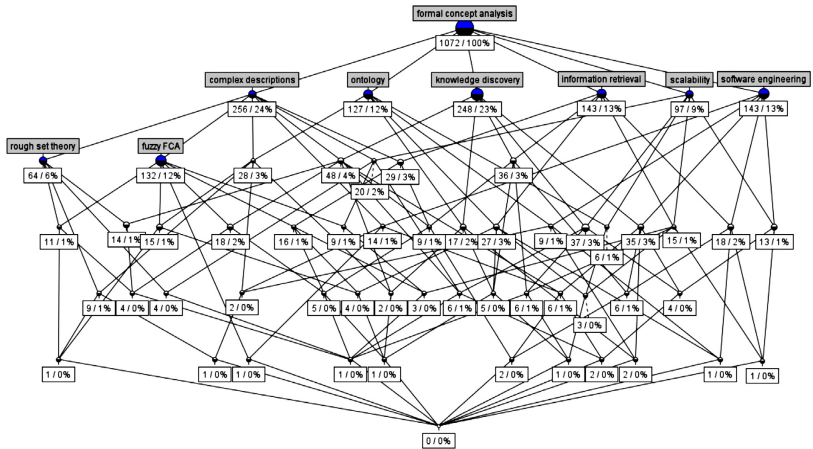 formal concept analysis
1072 / 100%
complex descriptions
ontology
knowledge discovery
information retrieval
scalability
software engineering
256 / 24%
127 / 12%
248 / 23%
143 / 13%
97 / 9%
143 / 13%
rough set theory
fuzzy FCA
64 / 6%
132 / 12%
28 / 3%
48 / 4%
29 / 3%
36 / 3%
20 / 2%
11 / 1%
14 / 1%
15 / 1%
18 / 2%
16 / 1%
9 / 1%
14 / 1%
9 / 1%
17 / 2%
27 / 3%
9 / 1%
37 / 3%
35 / 3%
15 / 1%
18 / 2%
13 / 1%
6 / 1%
9 / 1%
4 / 0%
4 / 0%
2 / 0%
5 / 0%
4 / 0%
2 / 0%
3 / 0%
6 / 1%
5 / 0%
6 / 1%
6 / 1%
6 / 1%
4 / 0%
3 / 0%
1 / 0%
1 / 0%
1 / 0%
1 / 0%
1 / 0%
2 / 0%
1 / 0%
2 / 0%
2 / 0%
1 / 0%
1 / 0%
0 / 0%